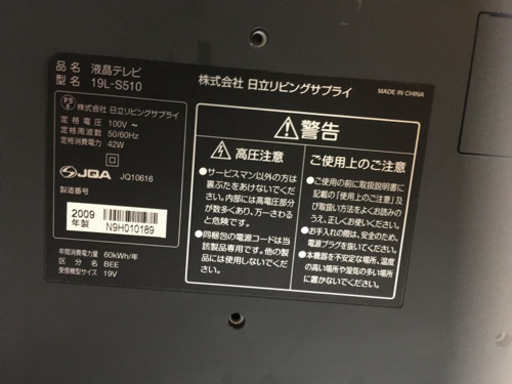 品名 液晶テレビ
型名 19L-S510
株式会社 日立リビングサプライ
MADE IN CHINA
PS E
株式会社 日立リビングサプライ
定格電圧 100V~
定格周波数 50/60Hz
定格消費電力 42W
JQA JQ10616
製造番号
2009年製 N9H010189
年間消費電力量 60kWh/年
区分名 BEE
受信機型サイズ 19V
警告
高圧注意
●サービスマン以外の方は
裏ぶたをあけないでくだ
さい。内部には高電圧部分
が数多くあり、万一さわる
と危険です。
●同梱包の電源コードは当
該製品専用です。他の製品
には使用しないでください。
ご使用上のご注意
●ご使用の前に取扱説明書に
記載の「使用上のご注意」及
び取扱い方法をよくお読みの
うえ、正しくお使いください。
●お手入れの際は、安全のため、
電源プラグを抜いてください。
●本機器を不安定な場所、温度
の高い場所や湿気の多い場所
に置かないでください。